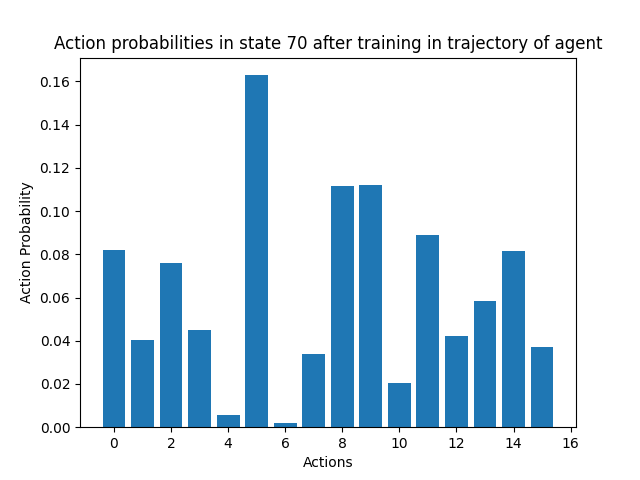 Action probabilities in state 70 after training in trajectory of agent
0.16
0.14
0.12
0.10
0.08
0.06
0.04
0.02
0.00
Action Probability
0 2 4 6 8 10 12 14 16
Actions